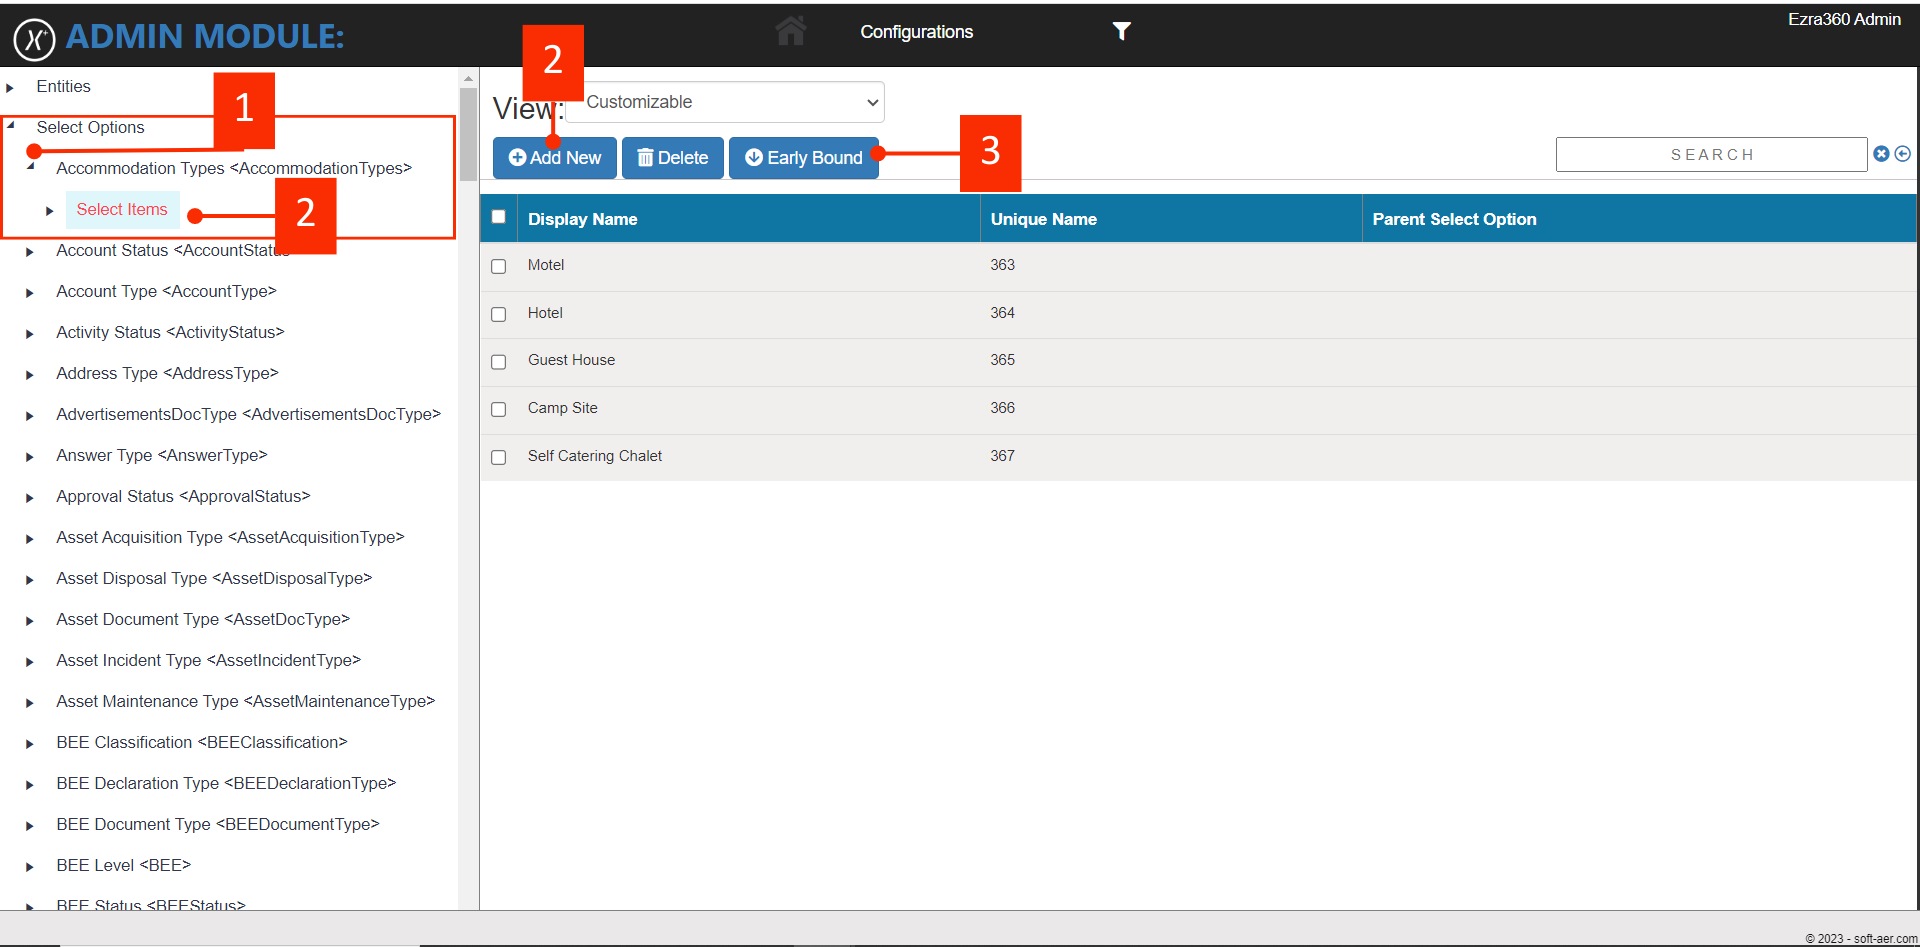 ADMIN MODULE:
Configurations
Ezra360 Admin
Entities
Select Options
Accommodation Types <AccommodationTypes>
Select Items
Account Status <AccountStatus
Account Type <AccountType>
Activity Status <ActivityStatus>
Address Type <AddressType>
AdvertisementsDocType <AdvertisementsDocType>
Answer Type <AnswerType>
Approval Status <ApprovalStatus>
Asset Acquisition Type <AssetAcquisitionType>
Asset Disposal Type <AssetDisposalType>
Asset Document Type <AssetDocType>
Asset Incident Type <AssetIncidentType>
Asset Maintenance Type <AssetMaintenanceType>
BEE Classification <BEEClassification>
BEE Declaration Type <BEEDeclarationType>
BEE Document Type <BEEDocumentType>
BEE Level <BEE>
BEE Status <BEEStatus>
1
2
2
3
View: Customizable
Add New Delete Early Bound
SEARCH
Display Name Unique Name Parent Select Option
Motel 363
Hotel 364
Guest House 365
Camp Site 366
Self Catering Chalet 367
© 2023 - soft-aer.com